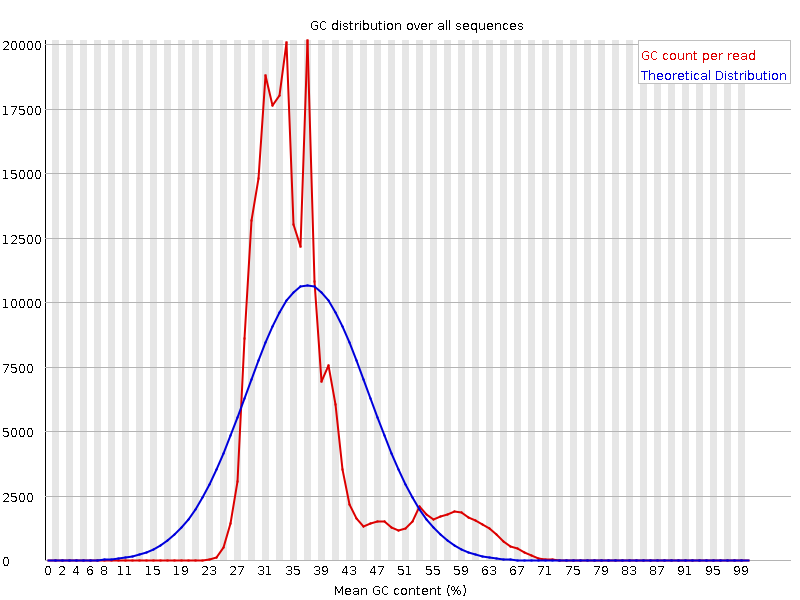 GC distribution over all sequences
GC count per read
Theoretical Distribution
20000
17500
15000
12500
10000
7500
5000
2500
0
0 2 4 6 8 11 15 19 23 27 31 35 39 43 47 51 55 59 63 67 71 75 79 83 87 91 95 99
Mean GC content (%)